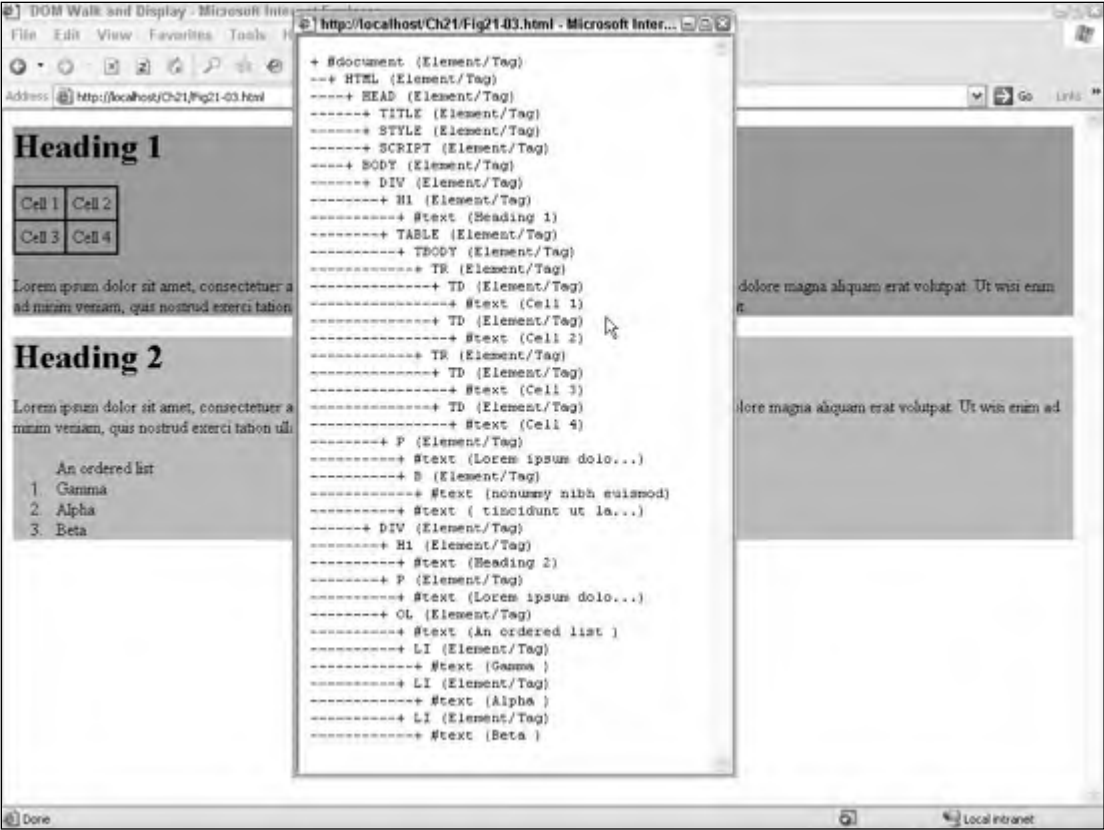 DOM Walk and Display - Microsoft Internet Explorer
File Edit View Favorites Tools H
Address http://localhost/Ch21/Fig21-03.html
Go Links »
Heading 1
Cell 1 Cell 2
Cell 3 Cell 4
Lorem ipsum dolor sit amet, consectetuer a
dolore magna aliquam erat volutpat. Ut wisi enim
ad minim veniam, quis nostrud exerci tation
Heading 2
Lorem ipsum dolor sit amet, consectetuer a
lore magna aliquam erat volutpat. Ut wisi enim ad
minim veniam, quis nostrud exerci tation ull
An ordered list
1. Gamma
2. Alpha
3. Beta
http://localhost/Ch21/Fig21-03.html - Microsoft Inter...
+ #document (Element/Tag)
--+ HTML (Element/Tag)
----+ HEAD (Element/Tag)
------+ TITLE (Element/Tag)
------+ STYLE (Element/Tag)
------+ SCRIPT (Element/Tag)
----+ BODY (Element/Tag)
------+ DIV (Element/Tag)
--------+ H1 (Element/Tag)
----------+ #text (Heading 1)
--------+ TABLE (Element/Tag)
----------+ TBODY (Element/Tag)
------------+ TR (Element/Tag)
--------------+ TD (Element/Tag)
----------------+ #text (Cell 1)
--------------+ TD (Element/Tag)
----------------+ #text (Cell 2)
------------+ TR (Element/Tag)
--------------+ TD (Element/Tag)
----------------+ #text (Cell 3)
--------------+ TD (Element/Tag)
----------------+ #text (Cell 4)
--------+ P (Element/Tag)
----------+ #text (Lorem ipsum dolo...)
----------+ B (Element/Tag)
------------+ #text (nonummy nibh euismod)
----------+ #text ( tincidunt ut la...)
------+ DIV (Element/Tag)
--------+ H1 (Element/Tag)
----------+ #text (Heading 2)
--------+ P (Element/Tag)
----------+ #text (Lorem ipsum dolo...)
--------+ OL (Element/Tag)
----------+ #text (An ordered list )
----------+ LI (Element/Tag)
------------+ #text (Gamma )
----------+ LI (Element/Tag)
------------+ #text (Alpha )
----------+ LI (Element/Tag)
------------+ #text (Beta )
Done
Local intranet